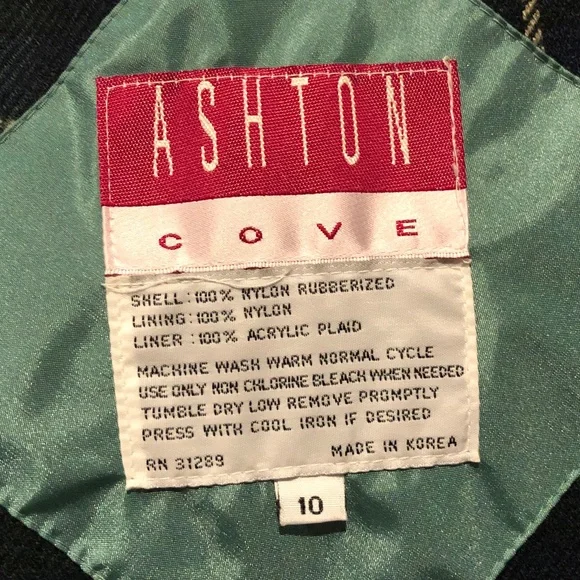 ASHTON
COVE
SHELL: 100% NYLON RUBBERIZED
LINING: 100% NYLON
LINER : 100% ACRYLIC PLAID
MACHINE WASH WARM NORMAL CYCLE
USE ONLY NON CHLORINE BLEACH WHEN NEEDED
TUMBLE DRY LOW REMOVE PROMPTLY
PRESS WITH COOL IRON IF DESIRED
RN 31289 MADE IN KOREA
10